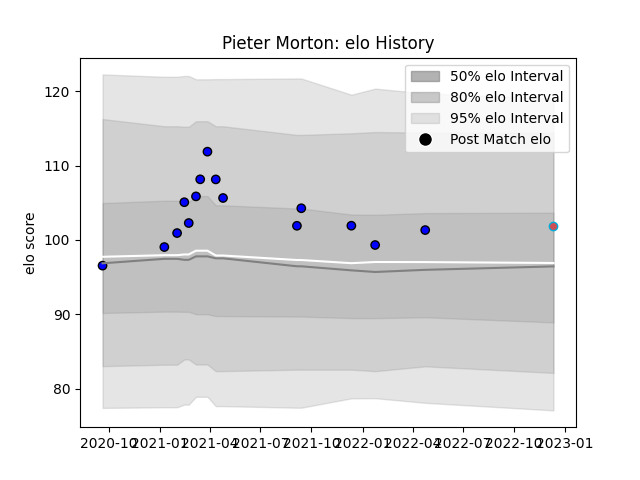 Pieter Morton: elo History
50% elo Interval
80% elo Interval
95% elo Interval
Post Match elo
elo score
120
110
100
90
80
2020-10 2021-01 2021-04 2021-07 2021-10 2022-01 2022-04 2022-07 2022-10 2023-01